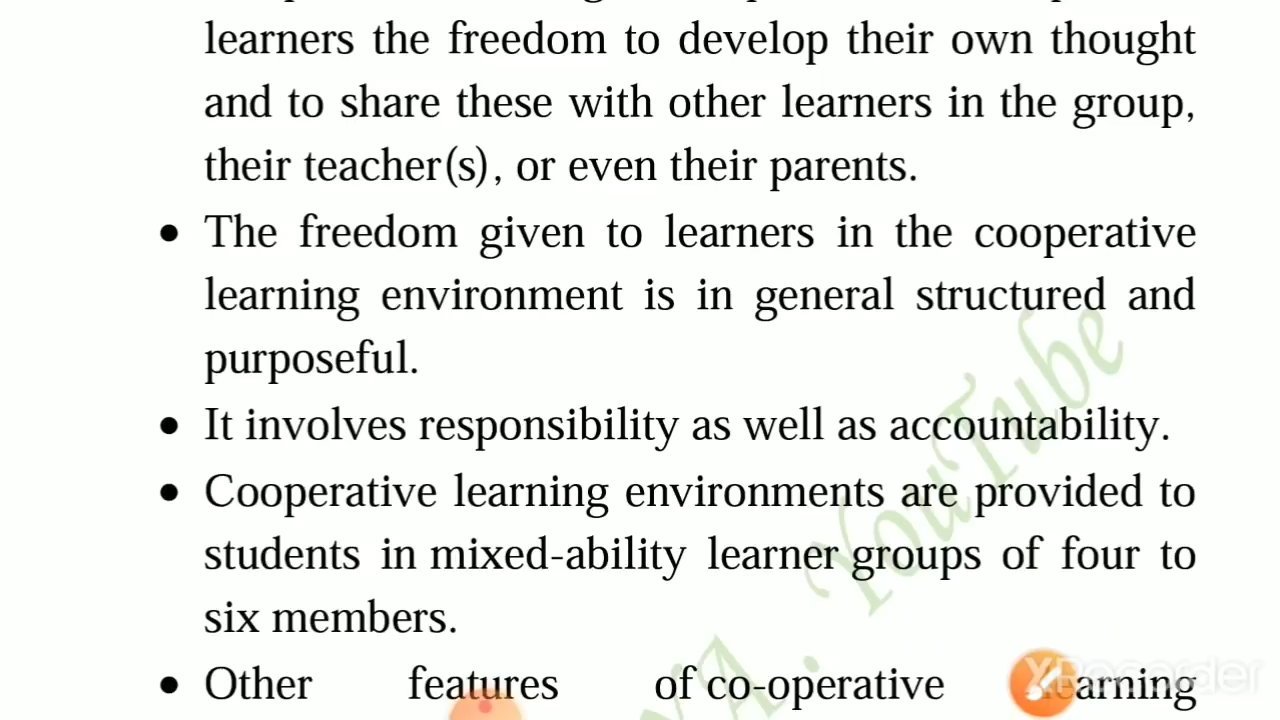 learners the freedom to develop their own thought
and to share these with other learners in the group,
their teacher(s), or even their parents.
• The freedom given to learners in the cooperative
learning environment is in general structured and
purposeful.
• It involves responsibility as well as accountability.
• Cooperative learning environments are provided to
students in mixed-ability learner groups of four to
six members.
• Other features of co-operative learning
YouTube
XRecorder